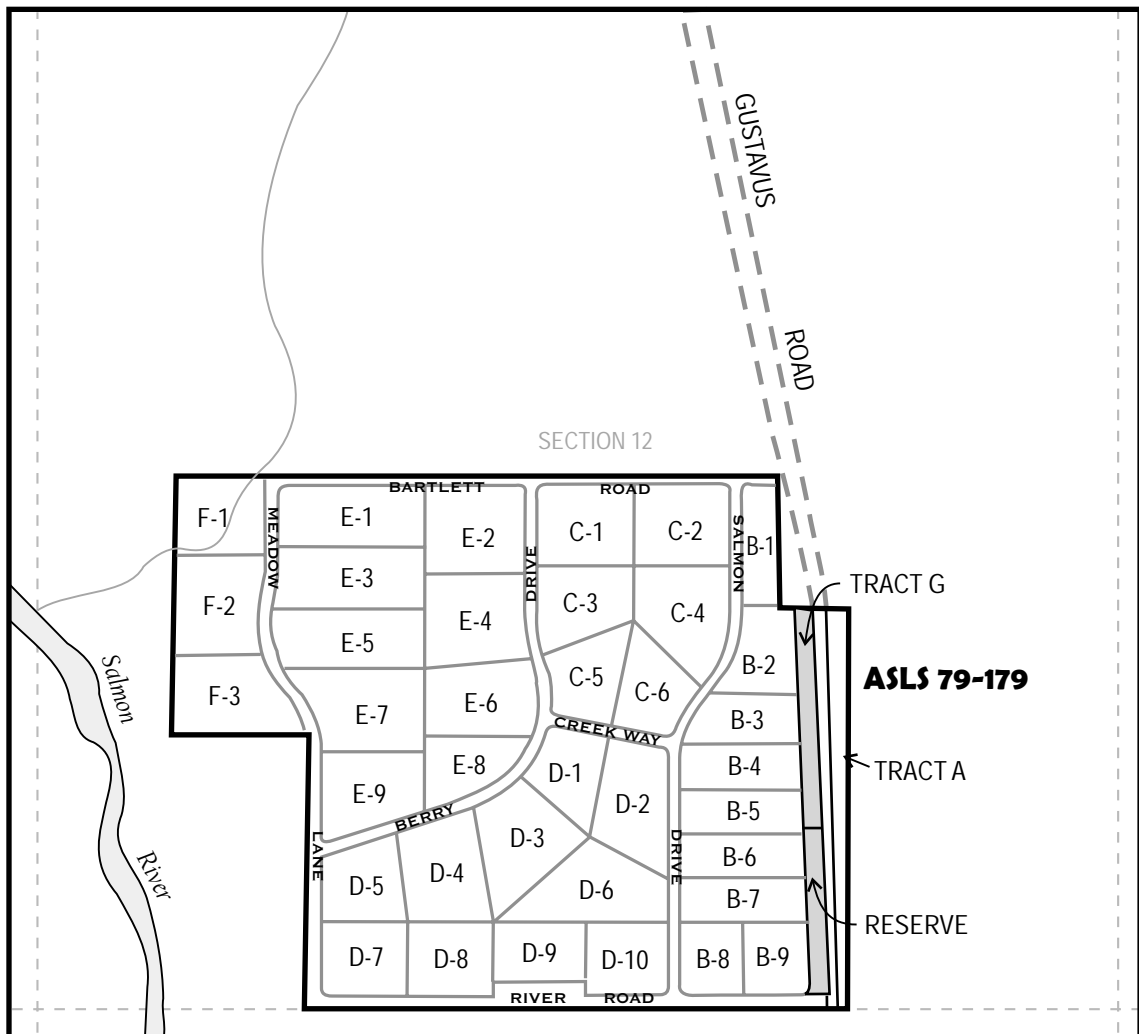 GUSTAVUS
ROAD
SECTION 12
BARTLETT ROAD
F-1
MEADOW
E-1
E-2
DRIVE
C-1
C-2
SALMON
B-1
E-3
TRACT G
F-2
E-4
C-3
C-4
E-5
B-2
ASLS 79-179
Salmon
F-3
C-5
C-6
E-7
E-6
B-3
CREEK WAY
E-8
D-1
B-4
TRACT A
E-9
D-2
BERRY
B-5
LANE
D-3
DRIVE
B-6
River
D-5
D-4
D-6
B-7
RESERVE
D-7
D-8
D-9
D-10
B-8
B-9
RIVER ROAD